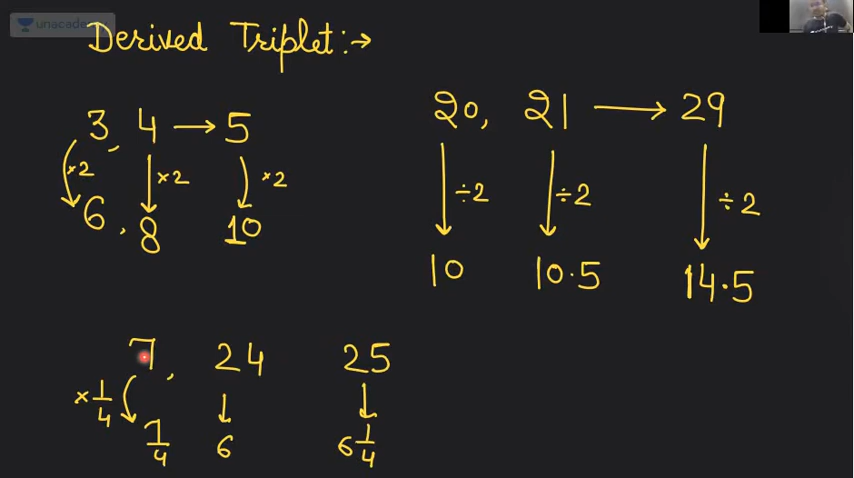 unacademy
Derived Triplet:→
3, 4 → 5
×2 ×2 ×2
6, 8 10
20, 21 → 29
÷2 ÷2 ÷2
10 10.5 14.5
7, 24 25
×1/4
7/4 6 6 1/4